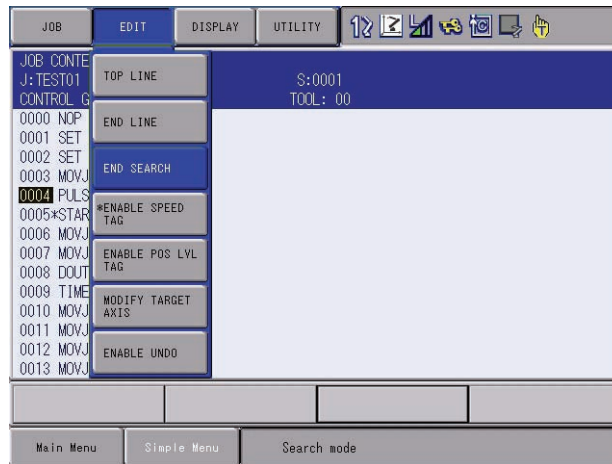 JOB EDIT DISPLAY UTILITY
JOB CONTE
J:TEST01 S:0001
CONTROL G TOOL: 00
0000 NOP
0001 SET
0002 SET
0003 MOVJ
0004 PULS
0005*STAR
0006 MOVJ
0007 MOVJ
0008 DOUT
0009 TIME
0010 MOVJ
0011 MOVJ
0012 MOVJ
0013 MOVJ
TOP LINE
END LINE
END SEARCH
*ENABLE SPEED
TAG
ENABLE POS LVL
TAG
MODIFY TARGET
AXIS
ENABLE UNDO
Main Menu Simple Menu Search mode